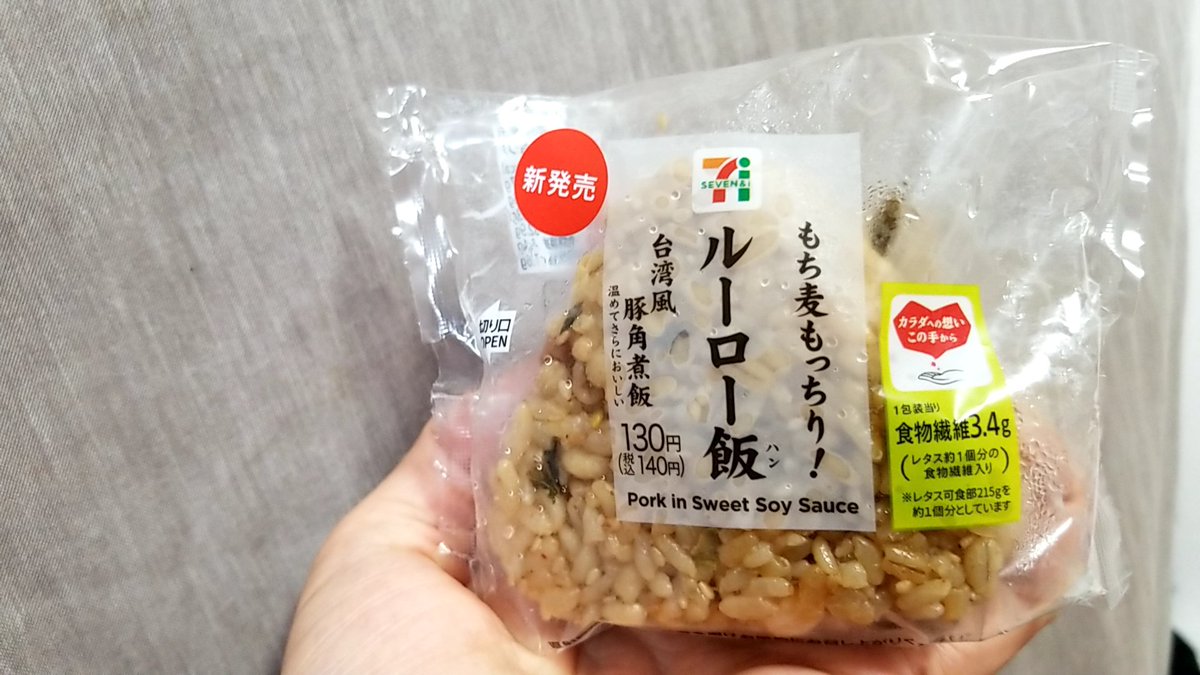 新発売
SEVEN&i
もち麦もっちり!
ルーロー飯
ハン
台湾風
豚角煮飯
温めてさらにおいしい
130円
(税込140円)
Pork in Sweet Soy Sauce
切り口
OPEN
カラダへの想い
この手から
1包装当り
食物繊維3.4g
(レタス約1個分の
食物繊維入り)
※レタス可食部215gを
約1個分としています